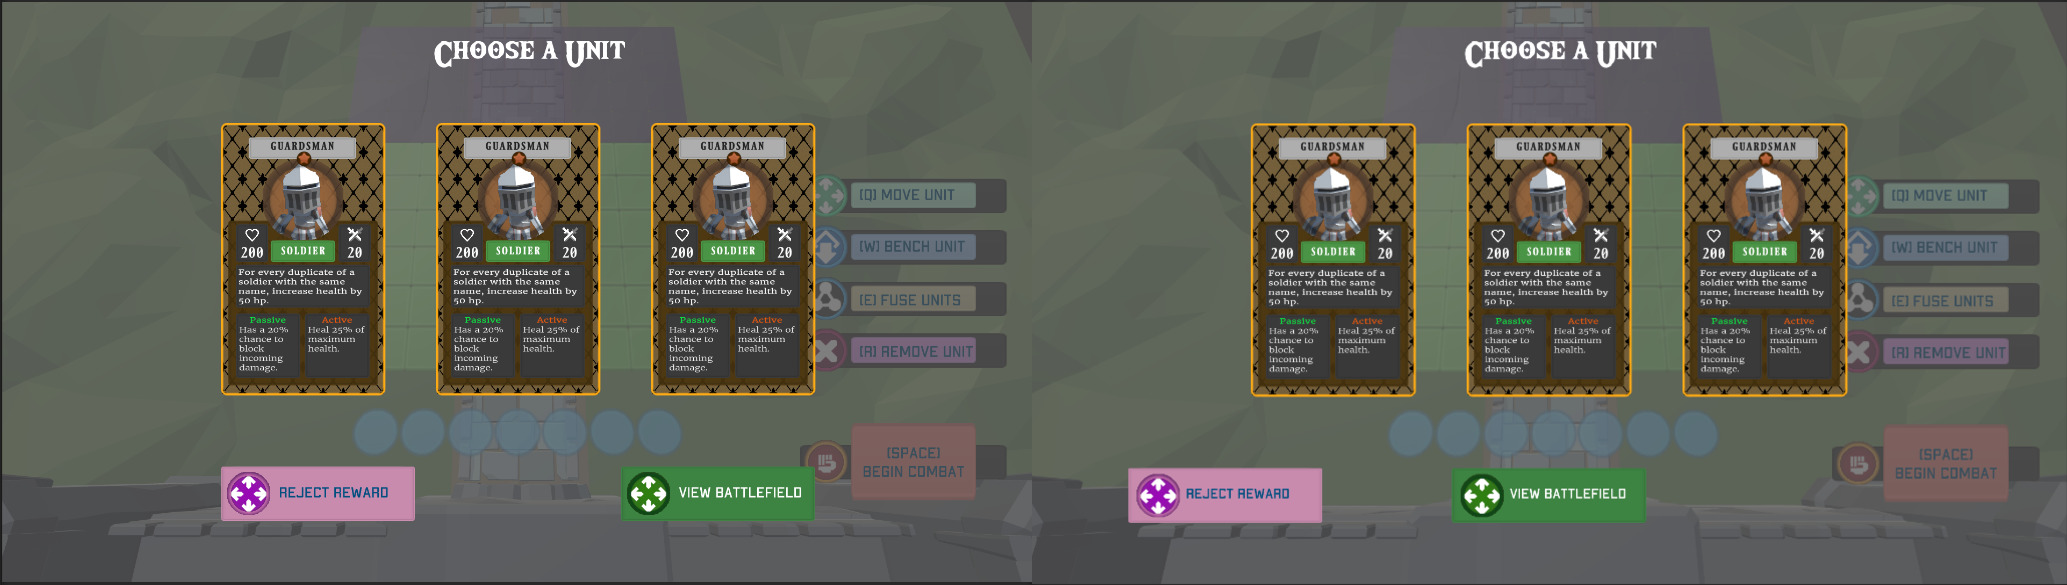 CHOOSE A UNIT
GUARDSMAN
200
SOLDIER
20
For every duplicate of a
soldier with the same
name, increase health by
50 hp.
Passive
Has a 20%
chance to
block
incoming
damage.
Active
Heal 25% of
maximum
health.
GUARDSMAN
200
SOLDIER
20
For every duplicate of a
soldier with the same
name, increase health by
50 hp.
Passive
Has a 20%
chance to
block
incoming
damage.
Active
Heal 25% of
maximum
health.
GUARDSMAN
200
SOLDIER
20
For every duplicate of a
soldier with the same
name, increase health by
50 hp.
Passive
Has a 20%
chance to
block
incoming
damage.
Active
Heal 25% of
maximum
health.
[Q] MOVE UNIT
[W] BENCH UNIT
[E] FUSE UNITS
[R] REMOVE UNIT
[SPACE]
BEGIN COMBAT
REJECT REWARD
VIEW BATTLEFIELD
CHOOSE A UNIT
GUARDSMAN
200
SOLDIER
20
For every duplicate of a
soldier with the same
name, increase health by
50 hp.
Passive
Has a 20%
chance to
block
incoming
damage.
Active
Heal 25% of
maximum
health.
GUARDSMAN
200
SOLDIER
20
For every duplicate of a
soldier with the same
name, increase health by
50 hp.
Passive
Has a 20%
chance to
block
incoming
damage.
Active
Heal 25% of
maximum
health.
GUARDSMAN
200
SOLDIER
20
For every duplicate of a
soldier with the same
name, increase health by
50 hp.
Passive
Has a 20%
chance to
block
incoming
damage.
Active
Heal 25% of
maximum
health.
[Q] MOVE UNIT
[W] BENCH UNIT
[E] FUSE UNITS
[R] REMOVE UNIT
[SPACE]
BEGIN COMBAT
REJECT REWARD
VIEW BATTLEFIELD